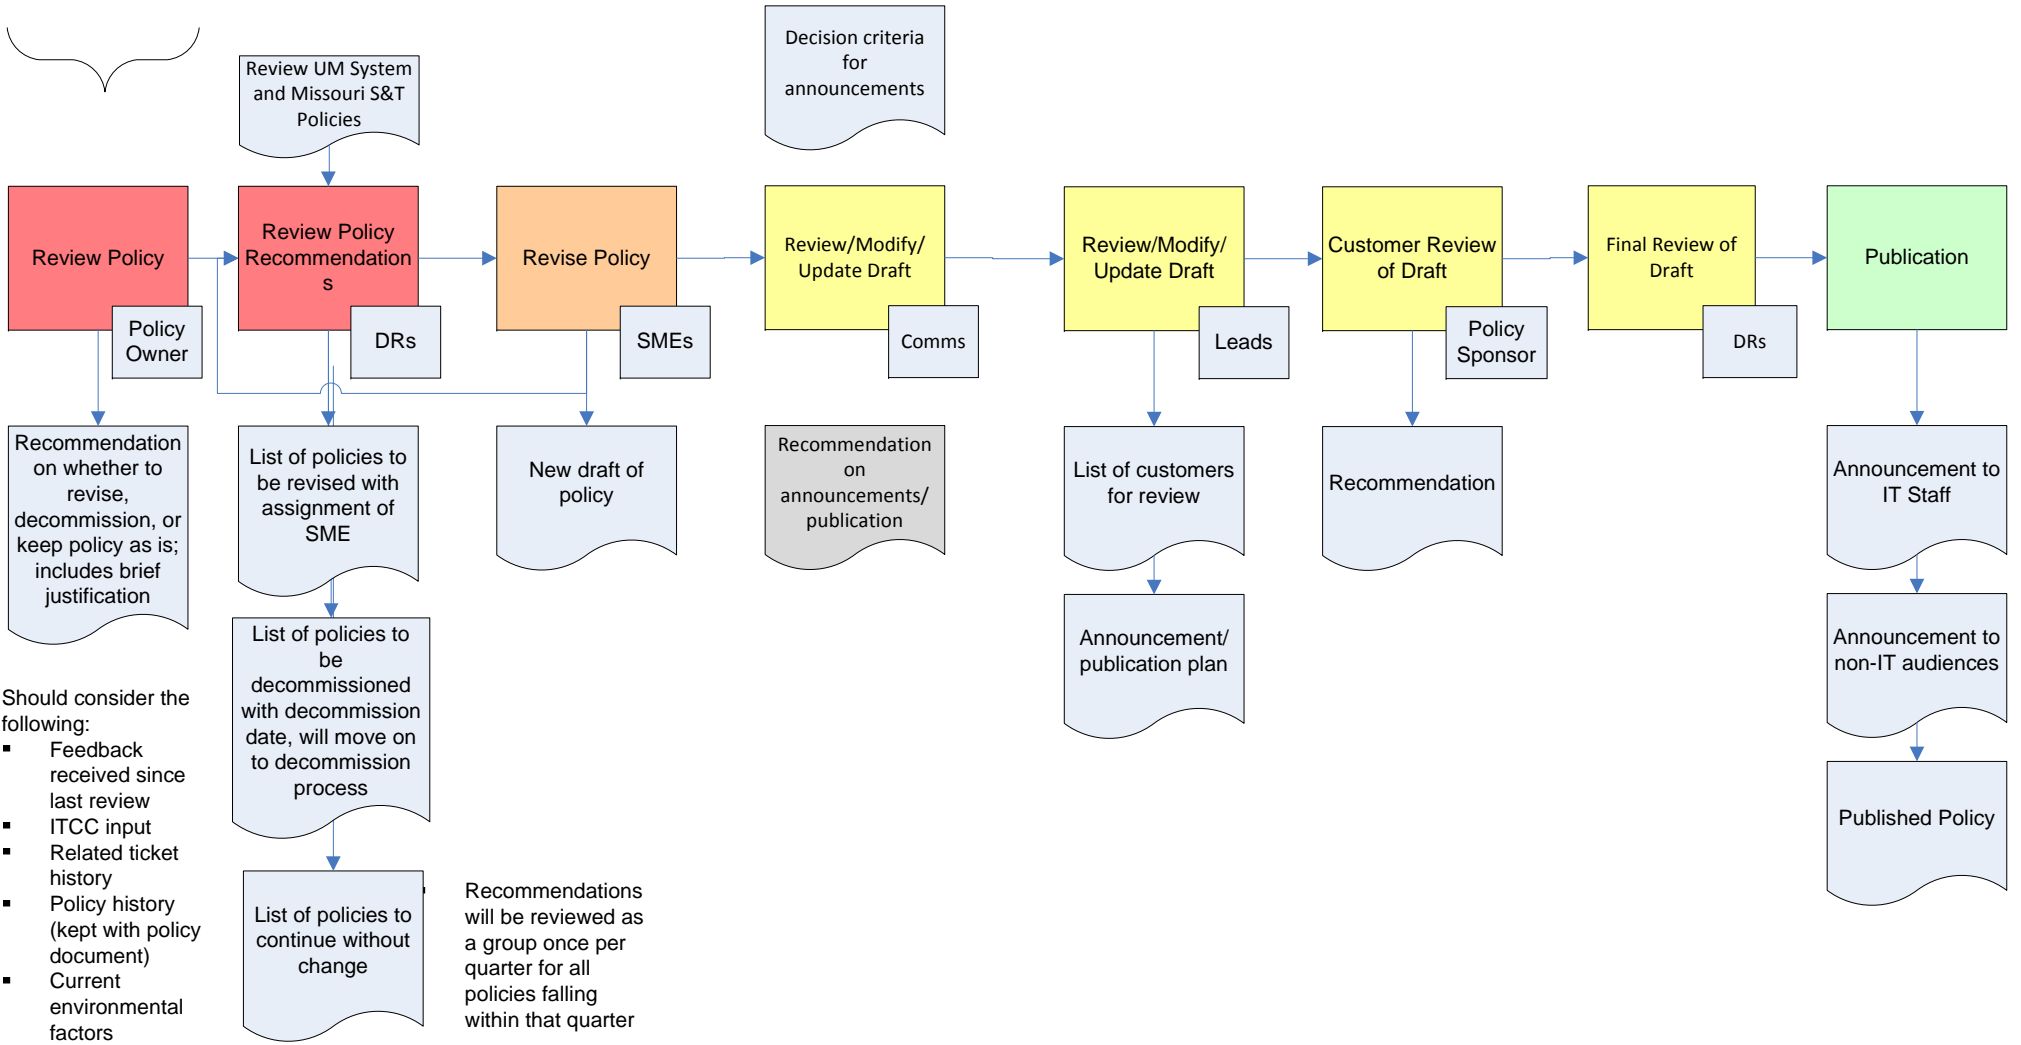 Decision criteria
for
announcements
Review UM System
and Missouri S&T
Policies
Review Policy
Policy
Owner
Review Policy
Recommendation
s
DRs
Revise Policy
SMEs
Review/Modify/
Update Draft
Comms
Review/Modify/
Update Draft
Leads
Customer Review
of Draft
Policy
Sponsor
Final Review of
Draft
DRs
Publication
Recommendation
on whether to
revise,
decommission, or
keep policy as is;
includes brief
justification
List of policies to
be revised with
assignment of
SME
New draft of
policy
Recommendation
on
announcements/
publication
List of customers
for review
Recommendation
Announcement to
IT Staff
List of policies to
be
decommissioned
with decommission
date, will move on
to decommission
process
Announcement/
publication plan
Announcement to
non-IT audiences
Should consider the
following:
▪ Feedback
received since
last review
▪ ITCC input
▪ Related ticket
history
▪ Policy history
(kept with policy
document)
▪ Current
environmental
factors
Published Policy
List of policies to
continue without
change
▪ Recommendations
will be reviewed as
a group once per
quarter for all
policies falling
within that quarter